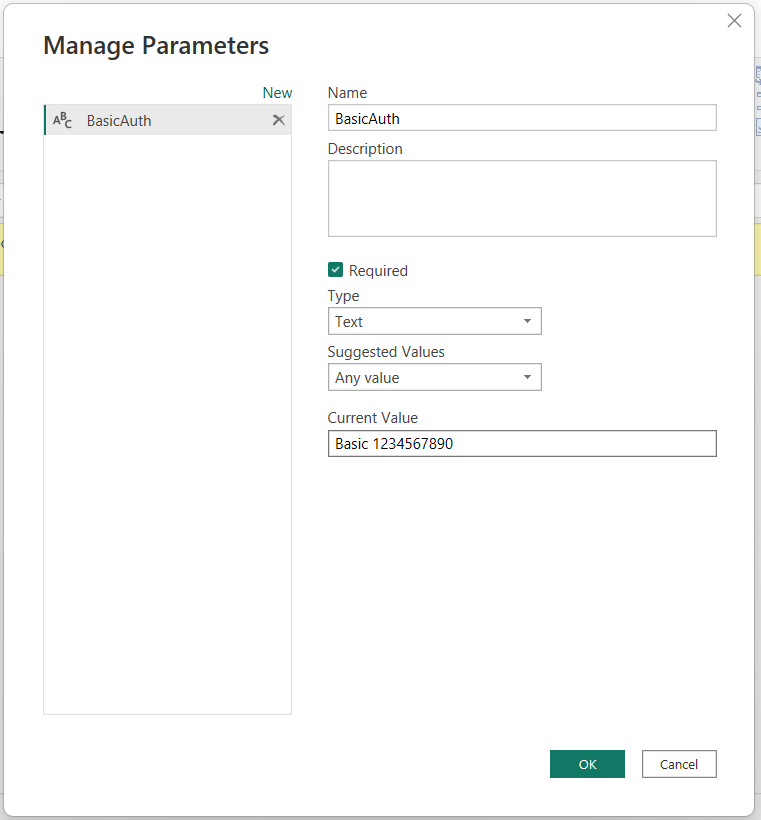 Manage Parameters
New
ABC BasicAuth
Name
BasicAuth
Description
Required
Type
Text
Suggested Values
Any value
Current Value
Basic 1234567890
OK
Cancel